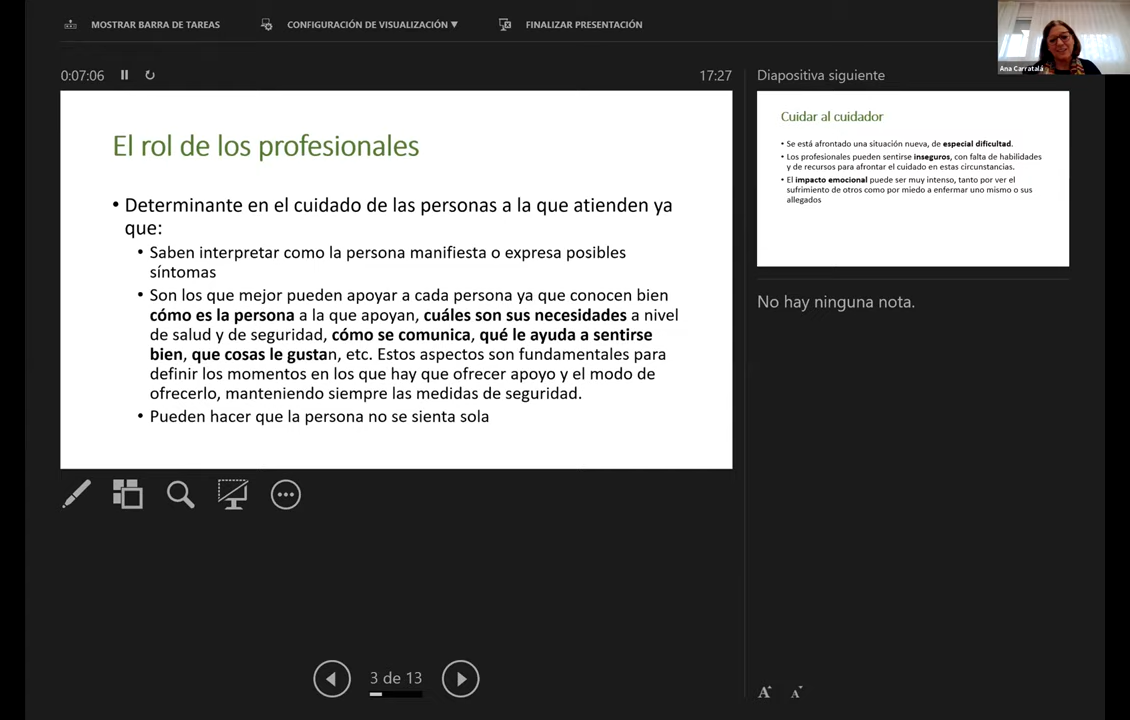 MOSTRAR BARRA DE TAREAS
CONFIGURACIÓN DE VISUALIZACIÓN ▼
FINALIZAR PRESENTACIÓN
Ana Carratalá
0:07:06
17:27
El rol de los profesionales
• Determinante en el cuidado de las personas a la que atienden ya
que:
• Saben interpretar como la persona manifiesta o expresa posibles
síntomas
• Son los que mejor pueden apoyar a cada persona ya que conocen bien
cómo es la persona a la que apoyan, cuáles son sus necesidades a nivel
de salud y de seguridad, cómo se comunica, qué le ayuda a sentirse
bien, que cosas le gustan, etc. Estos aspectos son fundamentales para
definir los momentos en los que hay que ofrecer apoyo y el modo de
ofrecerlo, manteniendo siempre las medidas de seguridad.
• Pueden hacer que la persona no se sienta sola
3 de 13
Diapositiva siguiente
Cuidar al cuidador
• Se está afrontado una situación nueva, de especial dificultad.
• Los profesionales pueden sentirse inseguros, con falta de habilidades
y de recursos para afrontar el cuidado en estas circunstancias.
• El impacto emocional puede ser muy intenso, tanto por ver el
sufrimiento de otros como por miedo a enfermar uno mismo o sus
allegados
No hay ninguna nota.
A A